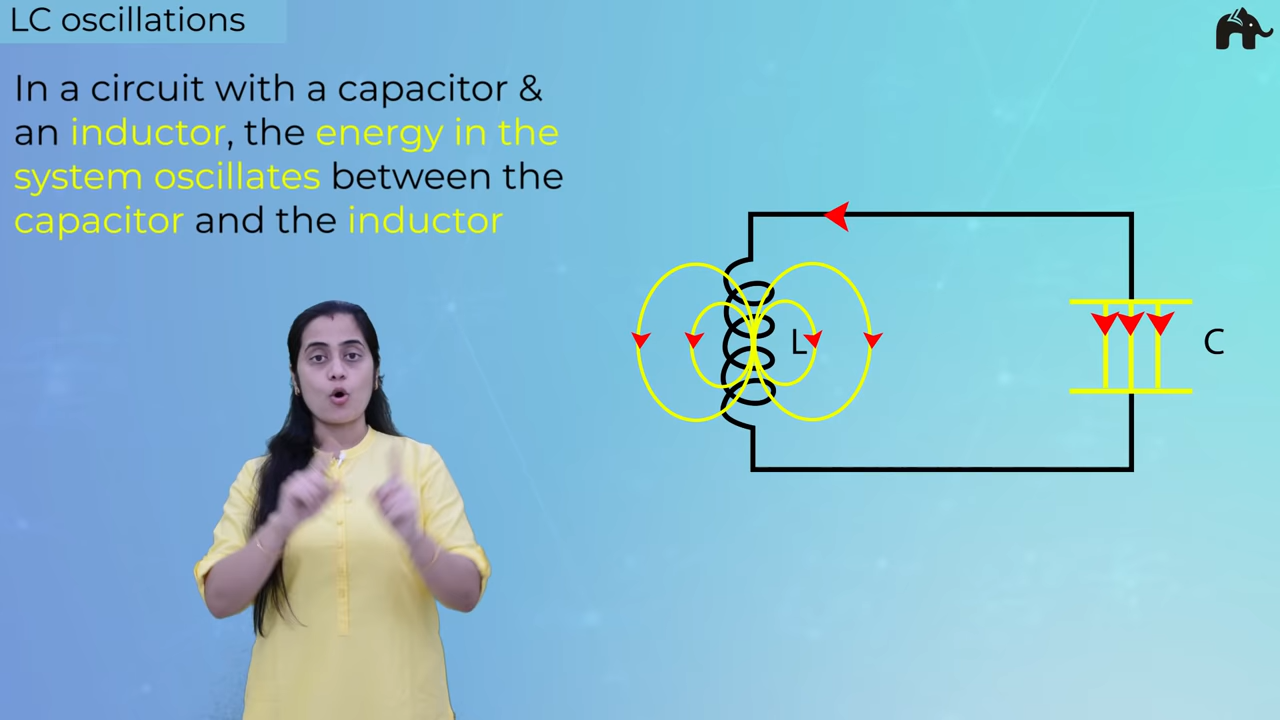 LC oscillations
In a circuit with a capacitor &
an inductor, the energy in the
system oscillates between the
capacitor and the inductor
L
C